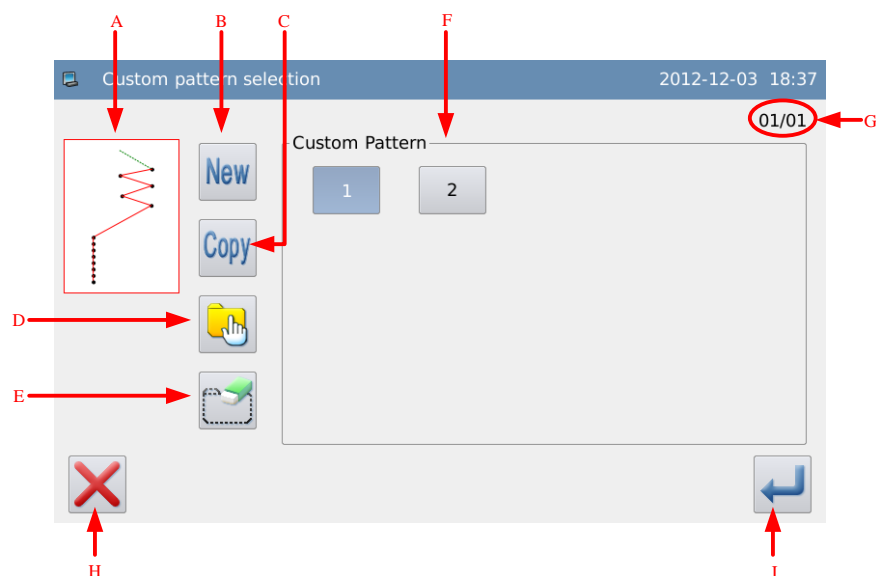 A B C F
Custom pattern selection 2012-12-03 18:37
01/01 G
Custom Pattern
New
1 2
Copy
D
E
H I